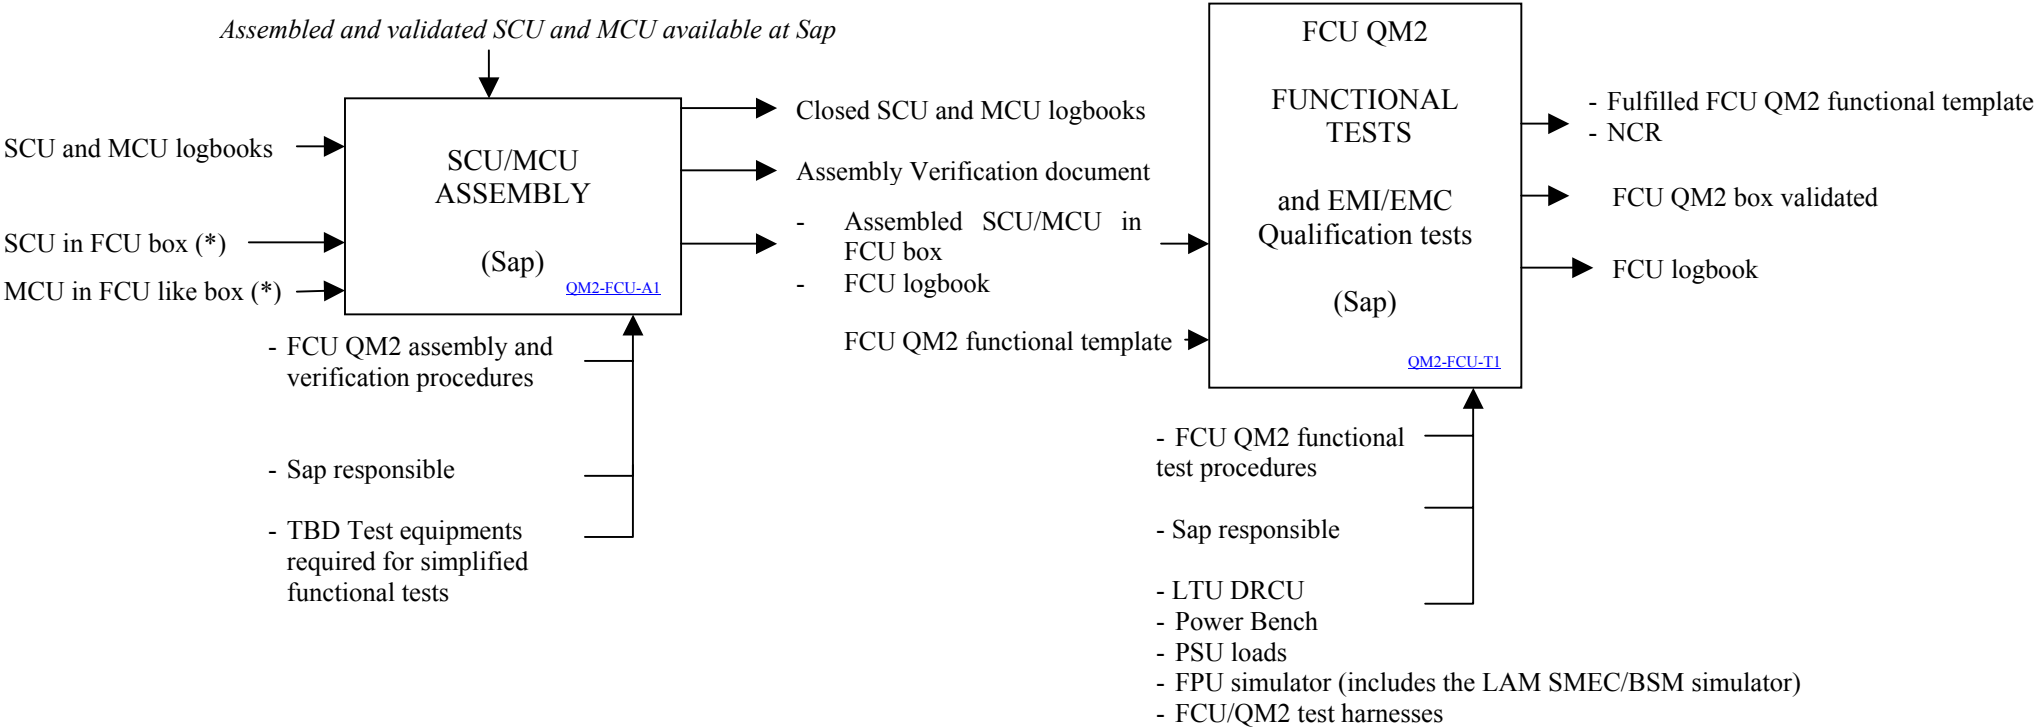 Assembled and validated SCU and MCU available at Sap
SCU and MCU logbooks
SCU in FCU box (*)
MCU in FCU like box (*)
SCU/MCU
ASSEMBLY
(Sap)
QM2-FCU-A1
- FCU QM2 assembly and
verification procedures
- Sap responsible
- TBD Test equipments
required for simplified
functional tests
Closed SCU and MCU logbooks
Assembly Verification document
- Assembled SCU/MCU in
FCU box
- FCU logbook
FCU QM2 functional template
FCU QM2
FUNCTIONAL
TESTS
and EMI/EMC
Qualification tests
(Sap)
QM2-FCU-T1
- FCU QM2 functional
test procedures
- Sap responsible
- LTU DRCU
- Power Bench
- PSU loads
- FPU simulator (includes the LAM SMEC/BSM simulator)
- FCU/QM2 test harnesses
- Fulfilled FCU QM2 functional template
- NCR
FCU QM2 box validated
FCU logbook